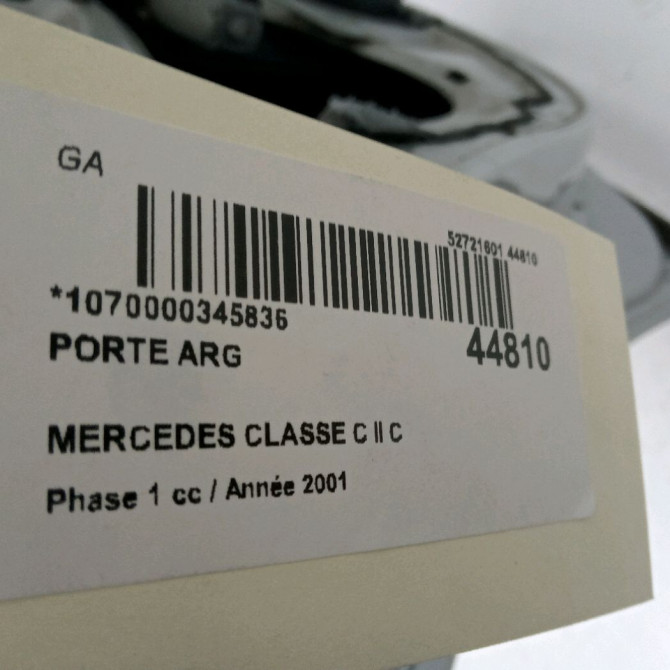 GA
52721601 44810
*1070000345836
44810
PORTE ARG
MERCEDES CLASSE C II C
Phase 1 cc / Année 2001